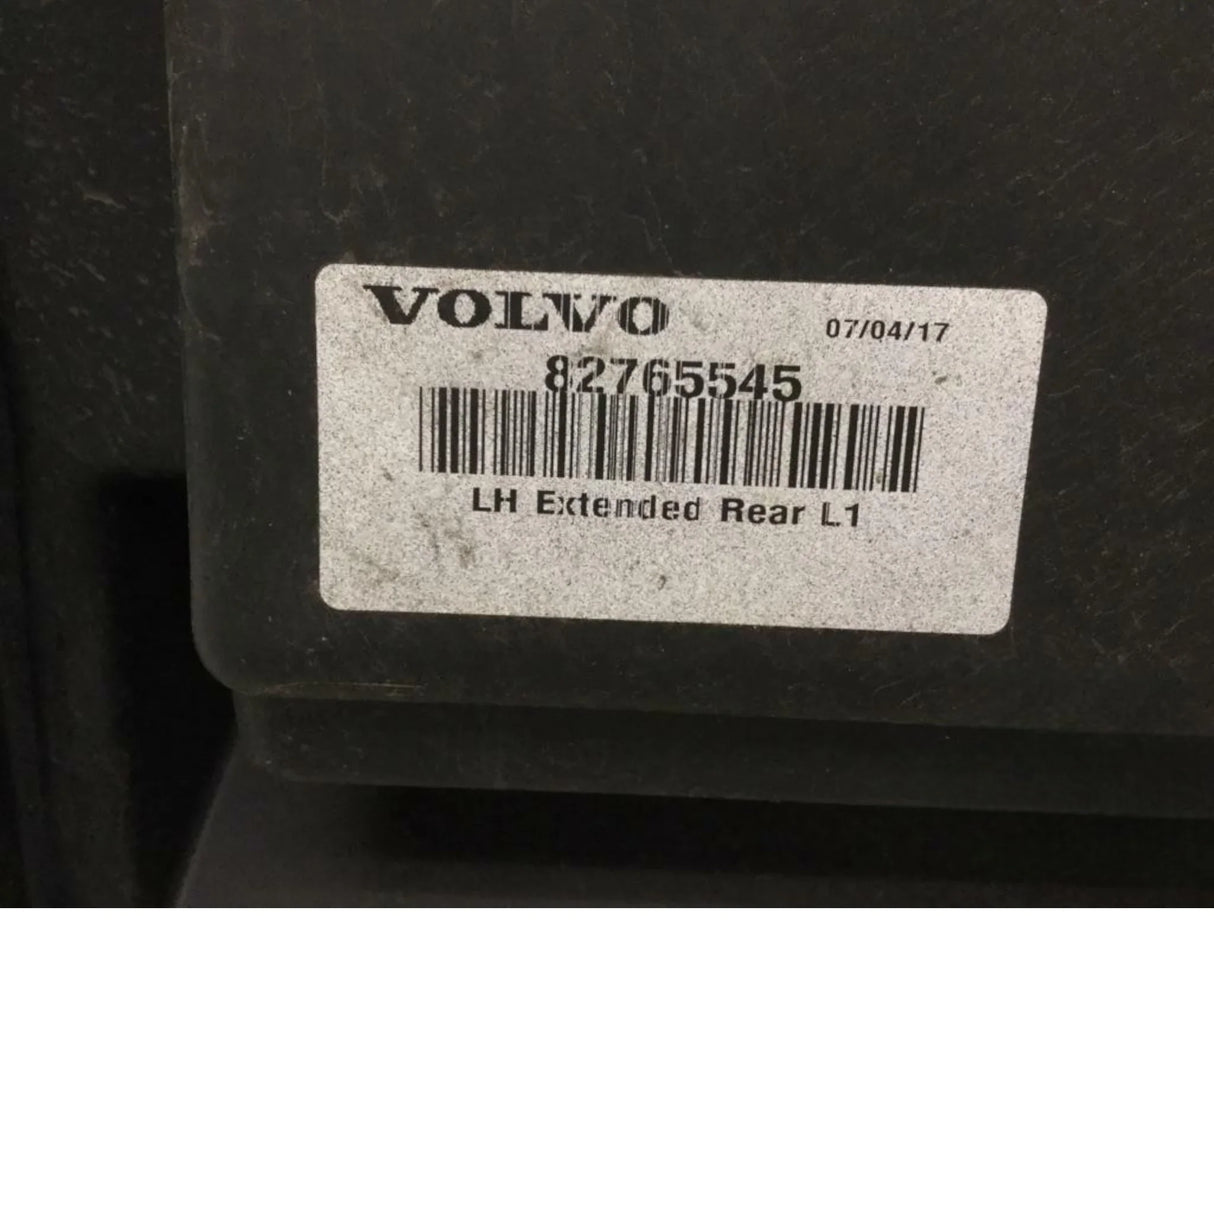 VOLVO
07/04/17
82765545
LH Extended Rear L1